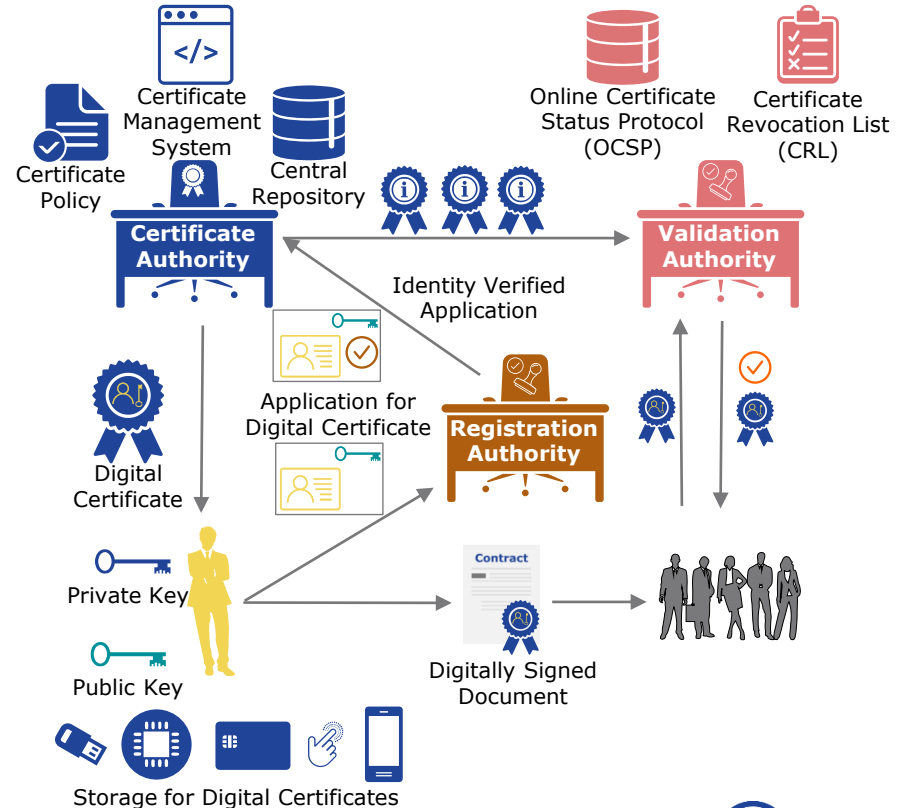 </>
Certificate
Management
System
Online Certificate
Status Protocol
(OCSP)
Certificate
Revocation List
(CRL)
Certificate
Policy
Central
Repository
Certificate
Authority
Validation
Authority
Identity Verified
Application
Application for
Digital Certificate
Registration
Authority
Digital
Certificate
Contract
Private Key
Public Key
Digitally Signed
Document
Storage for Digital Certificates